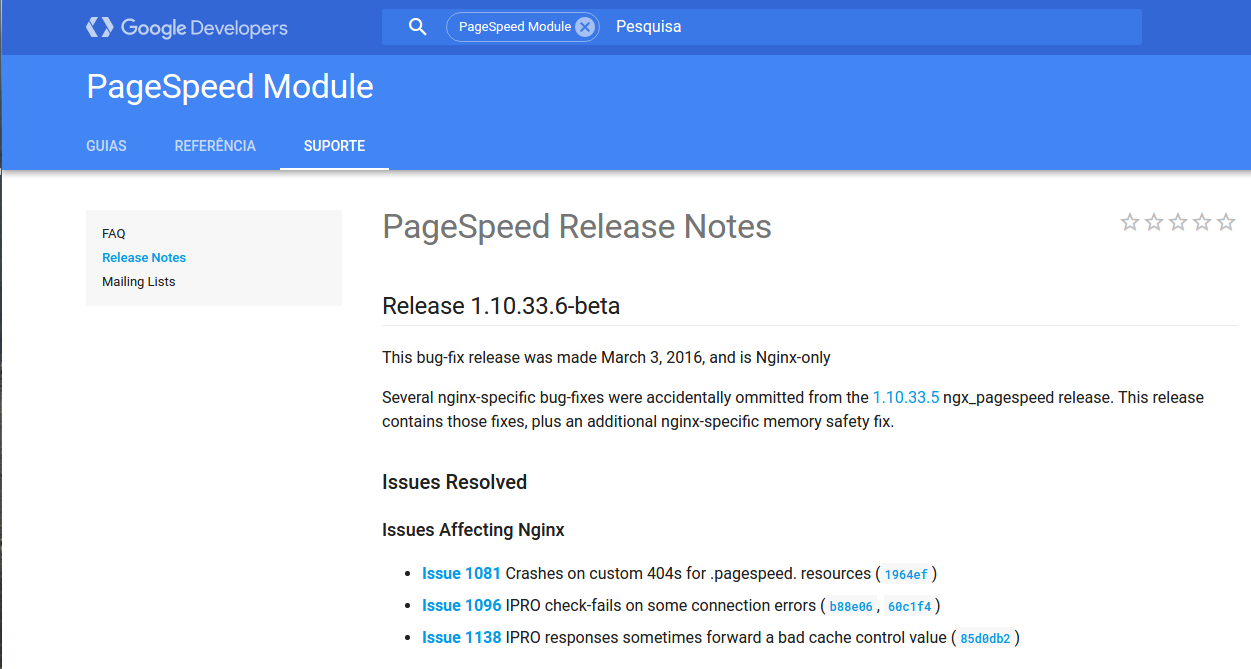 Google Developers
PageSpeed Module
Pesquisa
PageSpeed Module
GUIAS
REFERÊNCIA
SUPORTE
FAQ
Release Notes
Mailing Lists
PageSpeed Release Notes
Release 1.10.33.6-beta
This bug-fix release was made March 3, 2016, and is Nginx-only
Several nginx-specific bug-fixes were accidentally ommitted from the 1.10.33.5 ngx_pagespeed release. This release
contains those fixes, plus an additional nginx-specific memory safety fix.
Issues Resolved
Issues Affecting Nginx
• Issue 1081 Crashes on custom 404s for .pagespeed. resources ( 1964ef )
• Issue 1096 IPRO check-fails on some connection errors ( b88e06 , 60c1f4 )
• Issue 1138 IPRO responses sometimes forward a bad cache control value ( 85d0db2 )